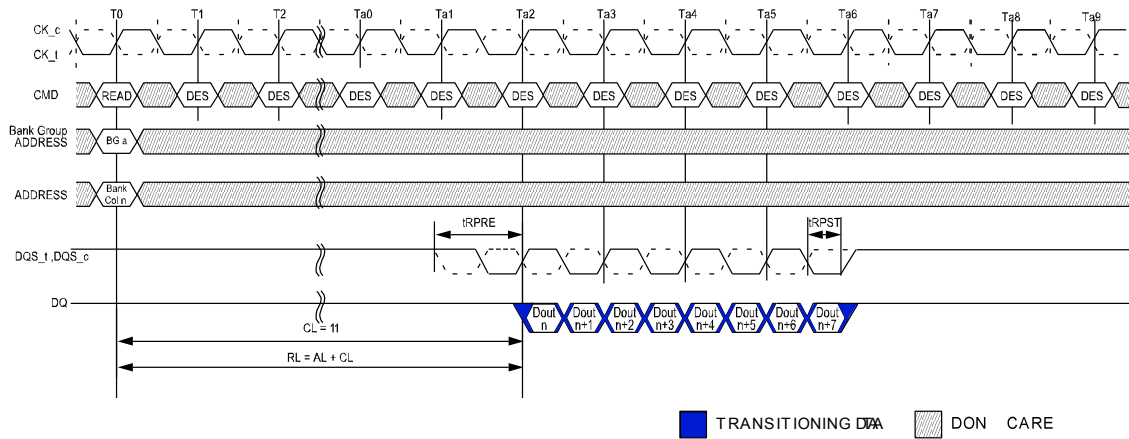 T0 T1 T2 Ta0 Ta1 Ta2 Ta3 Ta4 Ta5 Ta6 Ta7 Ta8 Ta9
CK_c
CK_t
CMD READ DES DES DES DES DES DES DES DES DES DES DES DES
Bank Group
ADDRESS
BG a
ADDRESS
Bank
Col n
tRPRE tRPST
DQS_t ,DQS_c
DQ
Dout n
Dout n+1
Dout n+2
Dout n+3
Dout n+4
Dout n+5
Dout n+6
Dout n+7
CL = 11
RL = AL + CL
TRANSITIONING DATA DON CARE